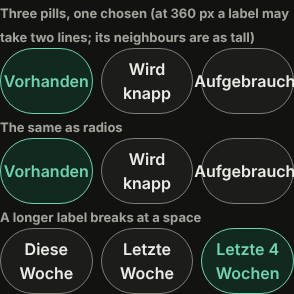 Three pills, one chosen (at 360 px a label may
take two lines; its neighbours are as tall)
Vorhanden
Wird
knapp
Aufgebrauch
The same as radios
Vorhanden
Wird
knapp
Aufgebrauch
A longer label breaks at a space
Diese
Woche
Letzte
Woche
Letzte 4
Wochen